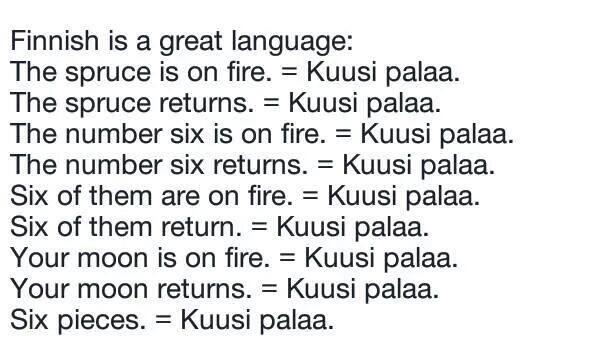 Finnish is a great language:
The spruce is on fire. = Kuusi palaa.
The spruce returns. = Kuusi palaa.
The number six is on fire. = Kuusi palaa.
The number six returns. = Kuusi palaa.
Six of them are on fire. = Kuusi palaa.
Six of them return. = Kuusi palaa.
Your moon is on fire. = Kuusi palaa.
Your moon returns. = Kuusi palaa.
Six pieces. = Kuusi palaa.